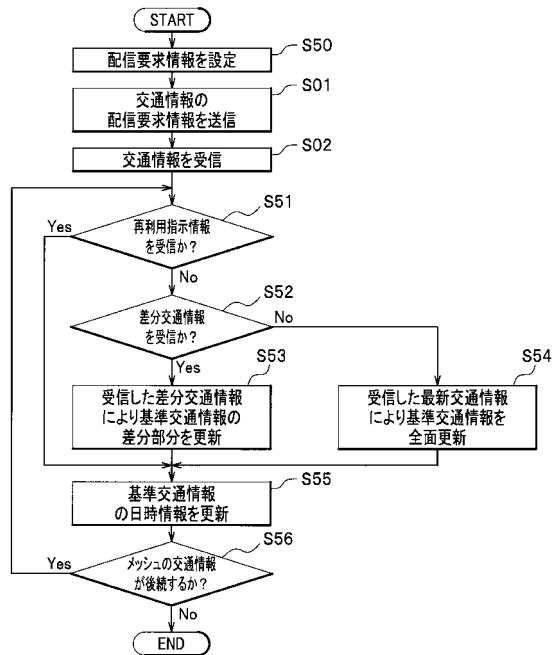 START
配信要求情報を設定
S50
交通情報の
配信要求情報を送信
S01
交通情報を受信
S02
再利用指示情報
を受信か?
S51
Yes
No
差分交通情報
を受信か?
S52
No
Yes
受信した差分交通情報
により基準交通情報の
差分部分を更新
S53
受信した最新交通情報
により基準交通情報を
全面更新
S54
基準交通情報
の日時情報を更新
S55
メッシュの交通情報
が後続するか?
S56
Yes
No
END